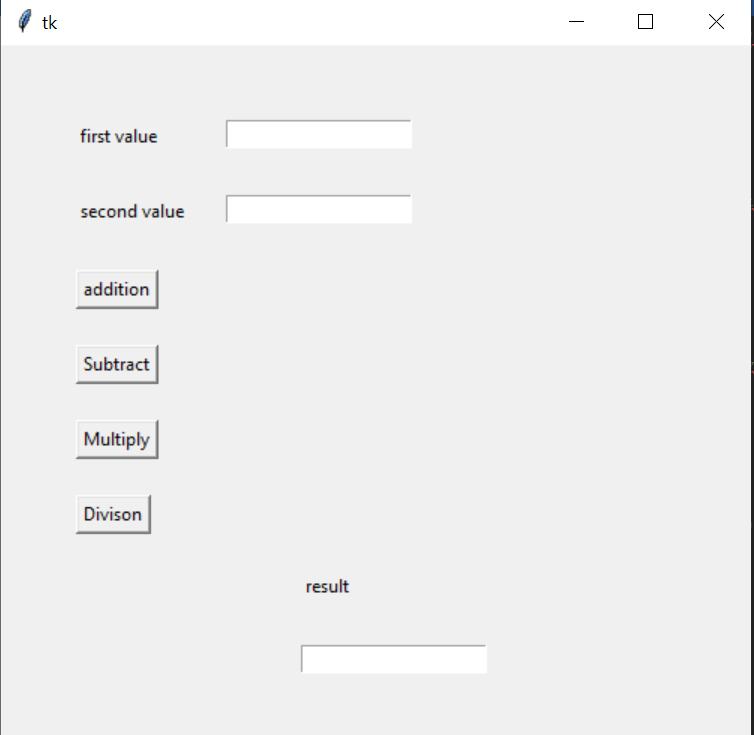 tk
first value
second value
addition
Subtract
Multiply
Divison
result